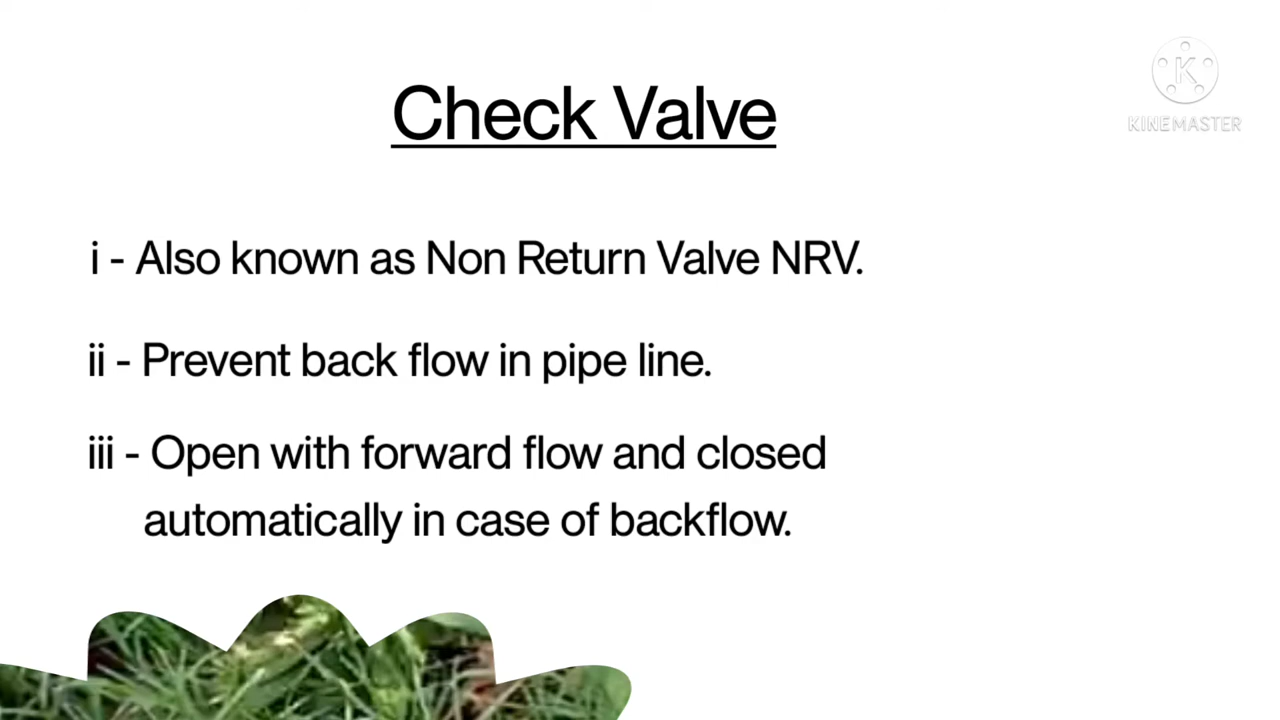 Check Valve
K
KINEMASTER
i - Also known as Non Return Valve NRV.
ii - Prevent back flow in pipe line.
iii - Open with forward flow and closed
automatically in case of backflow.